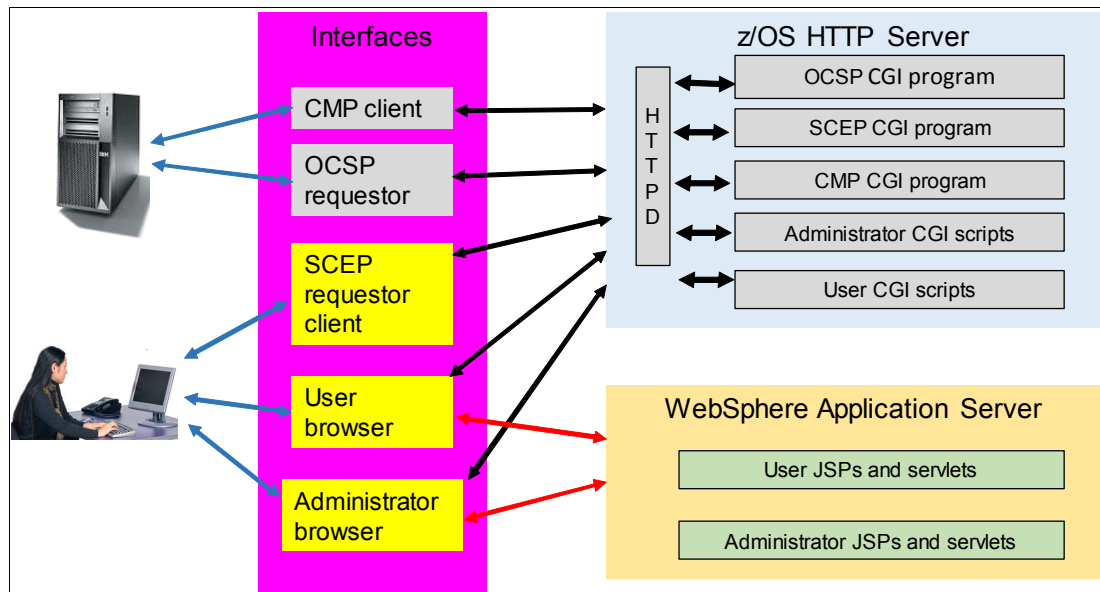 Interfaces
CMP client
OCSP
requestor
SCEP
requestor
client
User
browser
Administrator
browser
z/OS HTTP Server
H
T
T
P
D
OCSP CGI program
SCEP CGI program
CMP CGI program
Administrator CGI scripts
User CGI scripts
WebSphere Application Server
User JSPs and servlets
Administrator JSPs and servlets
IBM